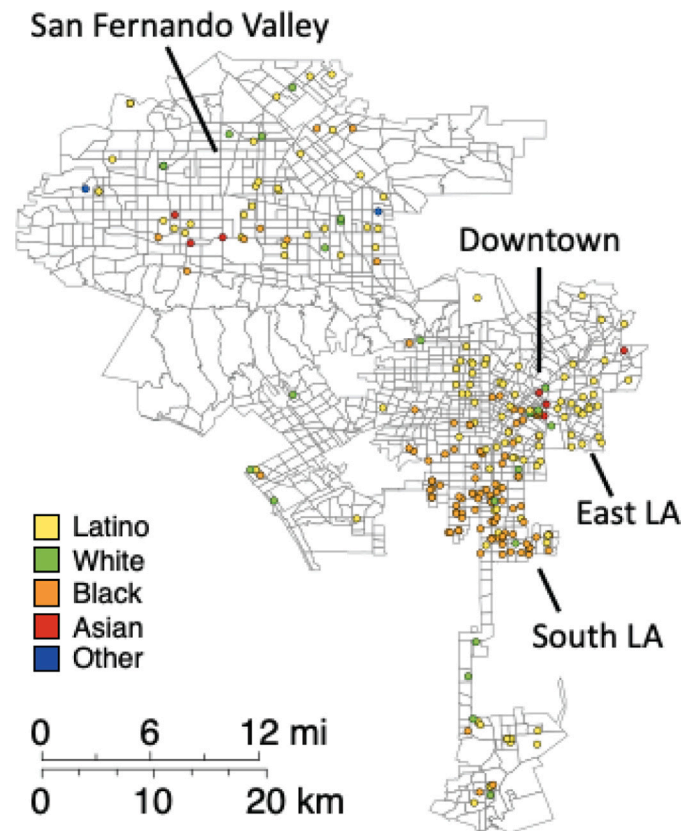 San Fernando Valley
Downtown
East LA
South LA
Latino
White
Black
Asian
Other
0 6 12 mi
0 10 20 km